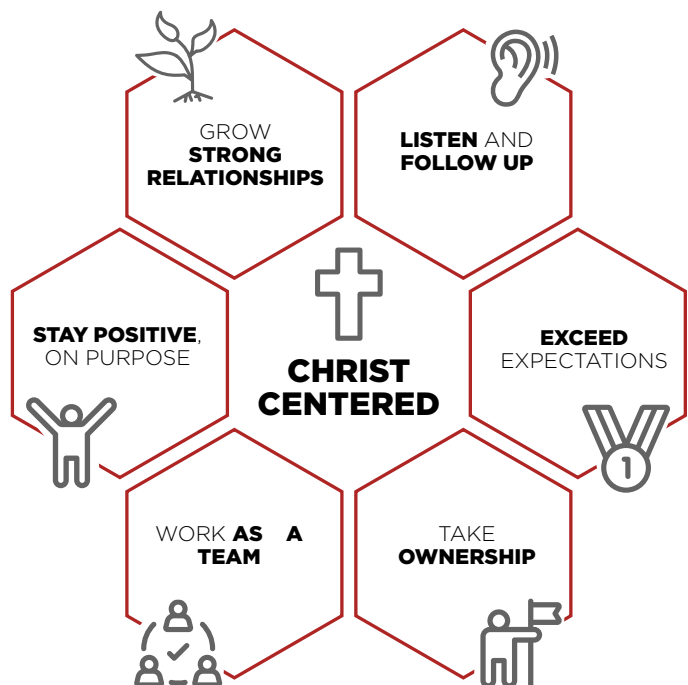 GROW
STRONG
RELATIONSHIPS
LISTEN AND
FOLLOW UP
STAY POSITIVE,
ON PURPOSE
CHRIST
CENTERED
EXCEED
EXPECTATIONS
1
WORK AS A
TEAM
TAKE
OWNERSHIP